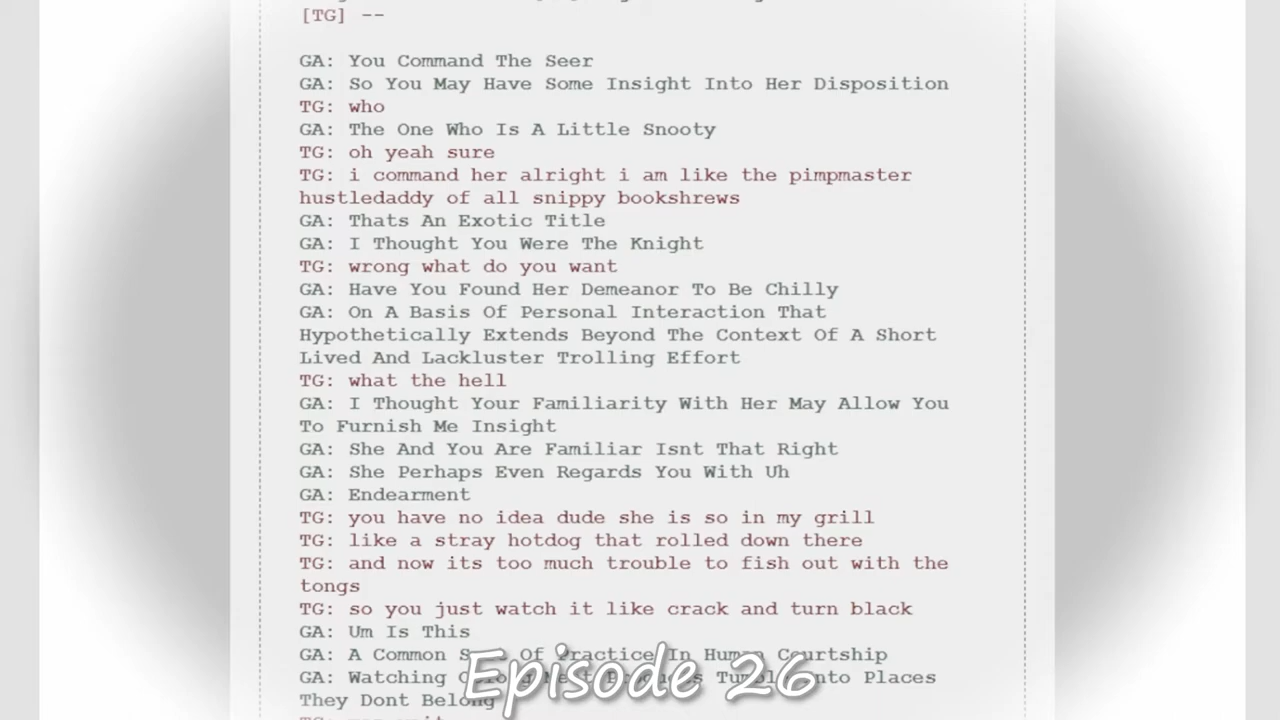 [TG] --
GA: You Command The Seer
GA: So You May Have Some Insight Into Her Disposition
TG: who
GA: The One Who Is A Little Snooty
TG: oh yeah sure
TG: i command her alright i am like the pimpmaster
hustledaddy of all snippy bookshrews
GA: Thats An Exotic Title
GA: I Thought You Were The Knight
TG: wrong what do you want
GA: Have You Found Her Demeanor To Be Chilly
GA: On A Basis Of Personal Interaction That
Hypothetically Extends Beyond The Context Of A Short
Lived And Lackluster Trolling Effort
TG: what the hell
GA: I Thought Your Familiarity With Her May Allow You
To Furnish Me Insight
GA: She And You Are Familiar Isnt That Right
GA: She Perhaps Even Regards You With Uh
GA: Endearment
TG: you have no idea dude she is so in my grill
TG: like a stray hotdog that rolled down there
TG: and now its too much trouble to fish out with the
tongs
TG: so you just watch it like crack and turn black
GA: Um Is This
GA: A Common Of Practice In Human Courtship
GA: Watching Tumble Into Places
They Dont Belong
Episode 26